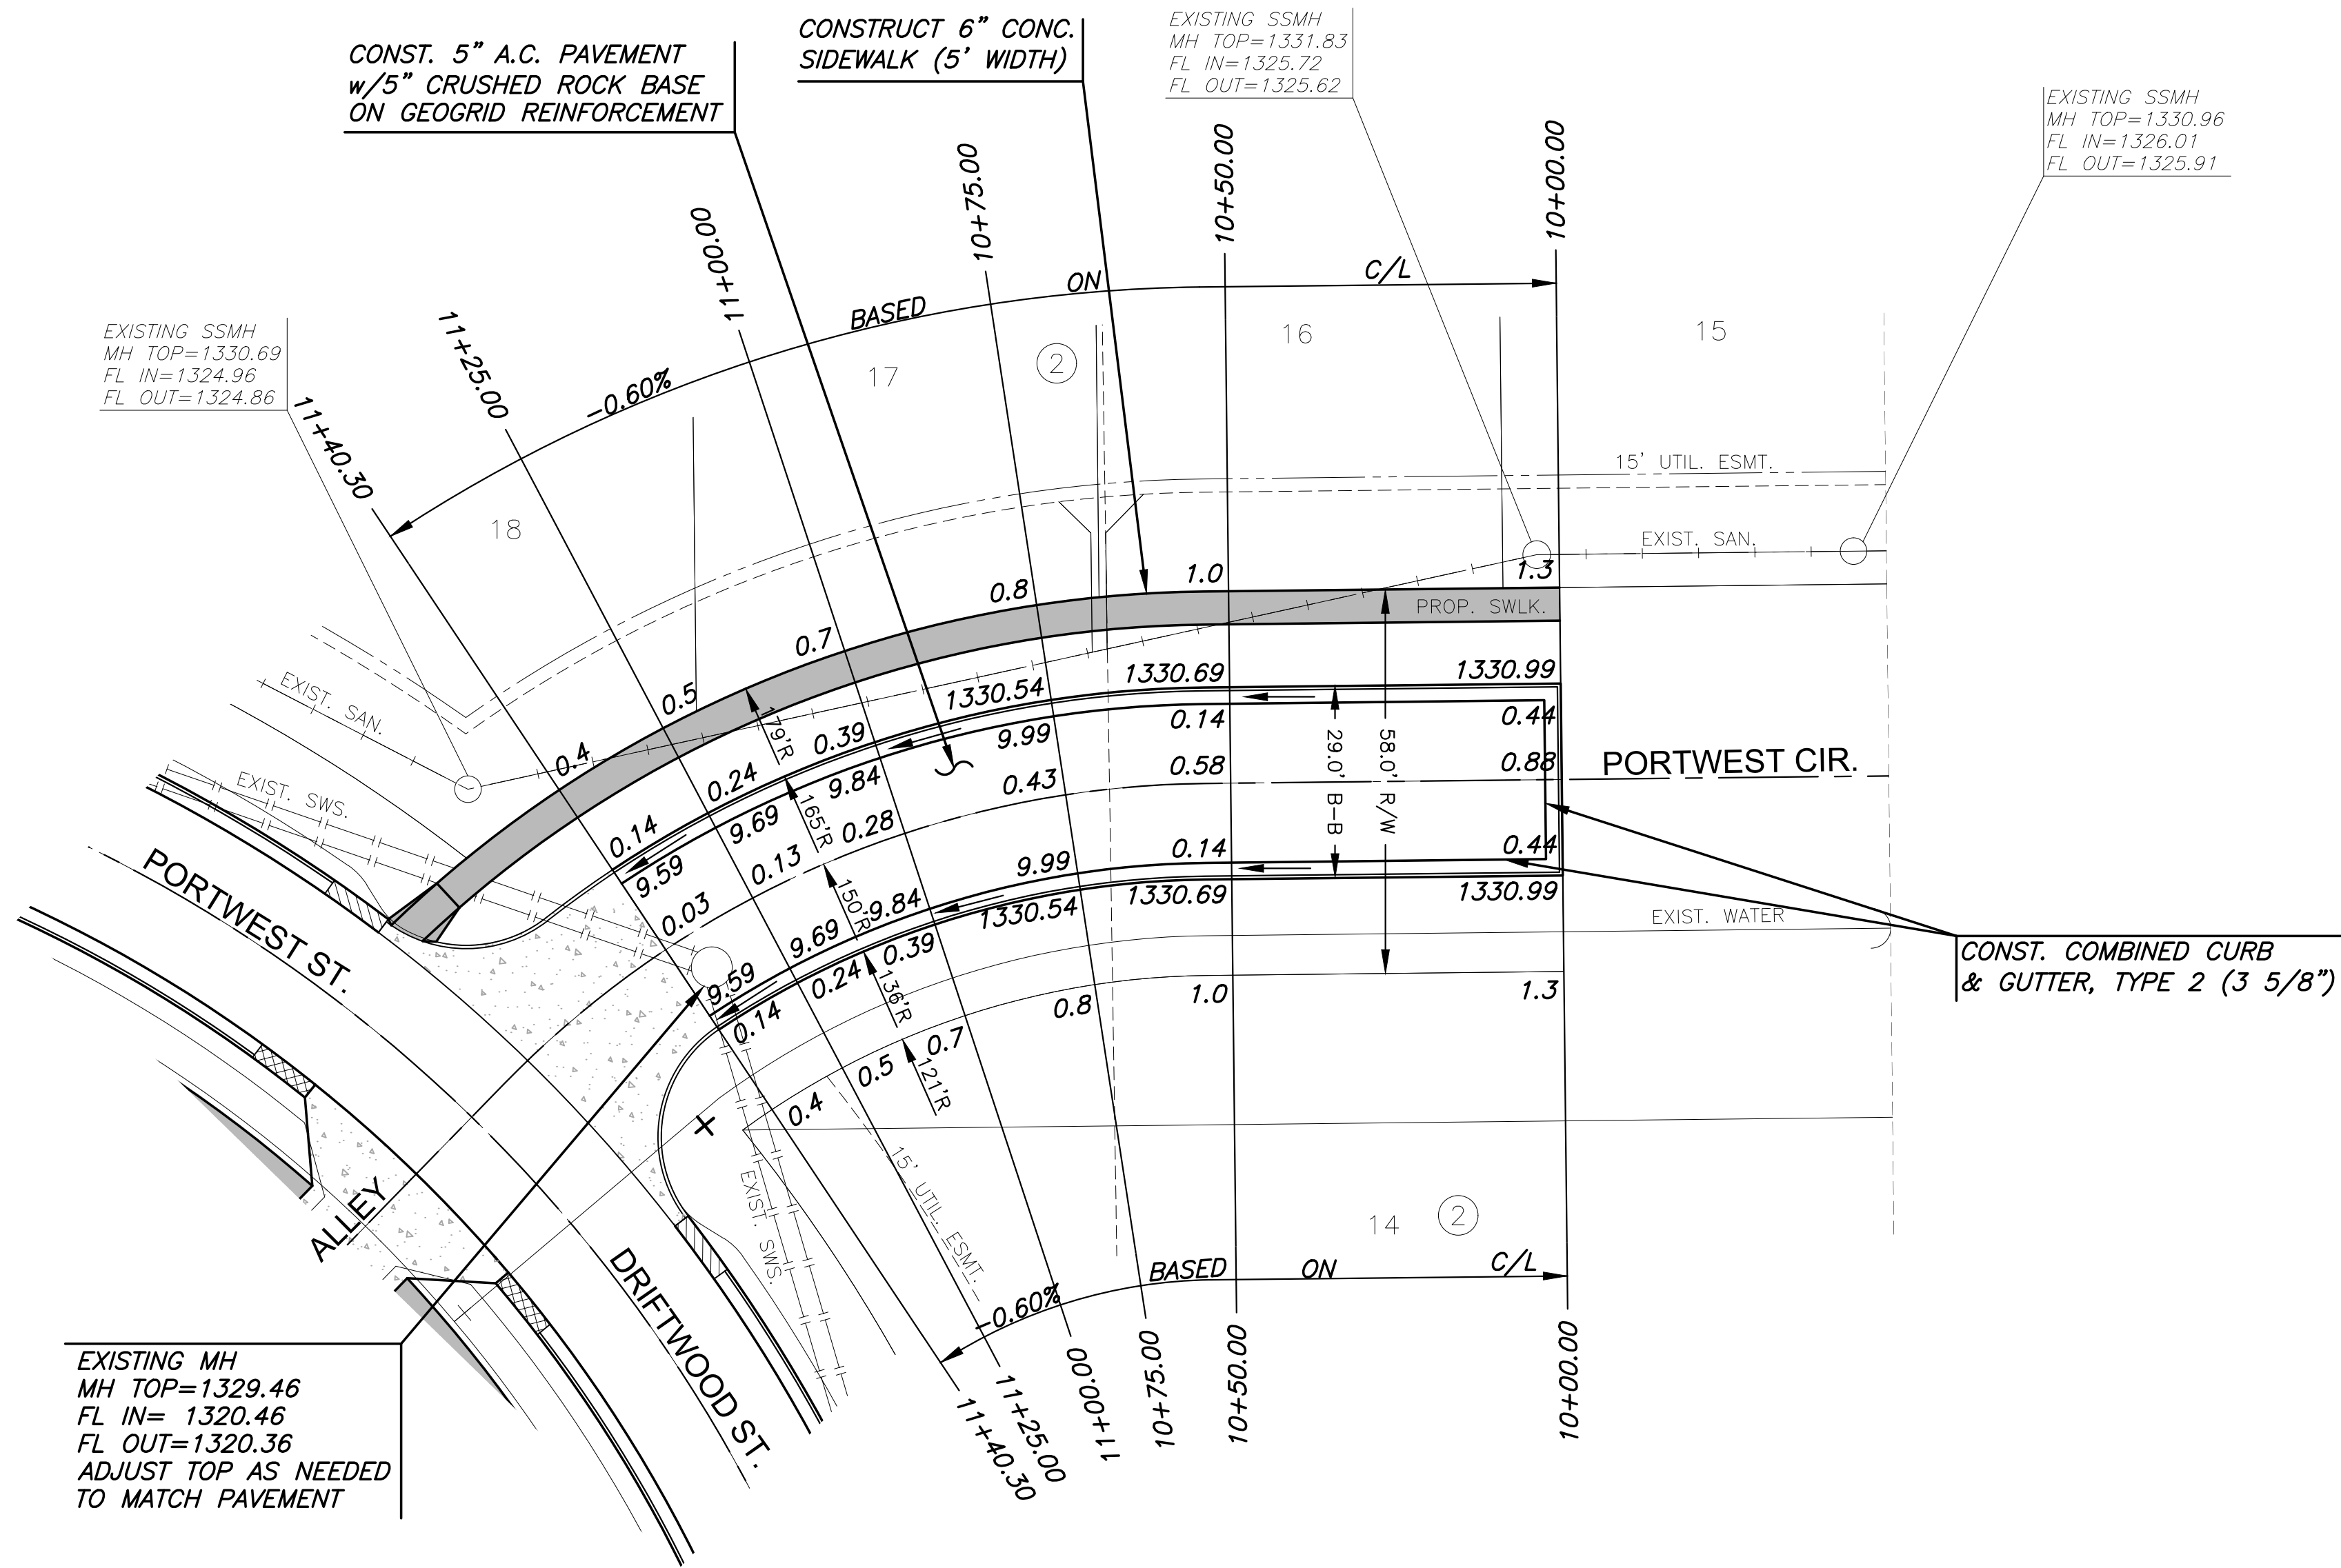 CONST. 5" A.C. PAVEMENT
w/5" CRUSHED ROCK BASE
ON GEOGRID REINFORCEMENT
CONSTRUCT 6" CONC.
SIDEWALK (5' WIDTH)
EXISTING SSMH
MH TOP=1331.83
FL IN=1325.72
FL OUT=1325.62
EXISTING SSMH
MH TOP=1330.96
FL IN=1326.01
FL OUT=1325.91
EXISTING SSMH
MH TOP=1330.69
FL IN=1324.96
FL OUT=1324.86
11+40.30
11+25.00
11+00.00
10+75.00
10+50.00
10+00.00
-0.60%
BASED
ON
C/L
18
17
2
16
15
15' UTIL. ESMT.
EXIST. SAN.
0.4
0.5
0.7
0.8
1.0
1.3
PROP. SWLK.
EXIST. SAN.
EXIST. SWS.
179'R
0.14
0.24
0.39
1330.54
1330.69
1330.99
9.59
9.69
9.84
9.99
0.14
0.44
165'R
0.03
0.13
0.28
0.43
0.58
0.88
PORTWEST CIR.
29.0' B-B
58.0' R/W
150'R
9.59
9.69
9.84
9.99
0.14
0.44
0.14
0.24
0.39
1330.54
1330.69
1330.99
136'R
EXIST. WATER
0.4
0.5
0.7
0.8
1.0
1.3
121'R
CONST. COMBINED CURB
& GUTTER, TYPE 2 (3 5/8")
PORTWEST ST.
ALLEY
DRIFTWOOD ST.
EXIST. SWS.
15' UTIL. ESMT.
14
2
-0.60%
BASED
ON
C/L
11+40.30
11+25.00
11+00.00
10+75.00
10+50.00
10+00.00
EXISTING MH
MH TOP=1329.46
FL IN= 1320.46
FL OUT=1320.36
ADJUST TOP AS NEEDED
TO MATCH PAVEMENT